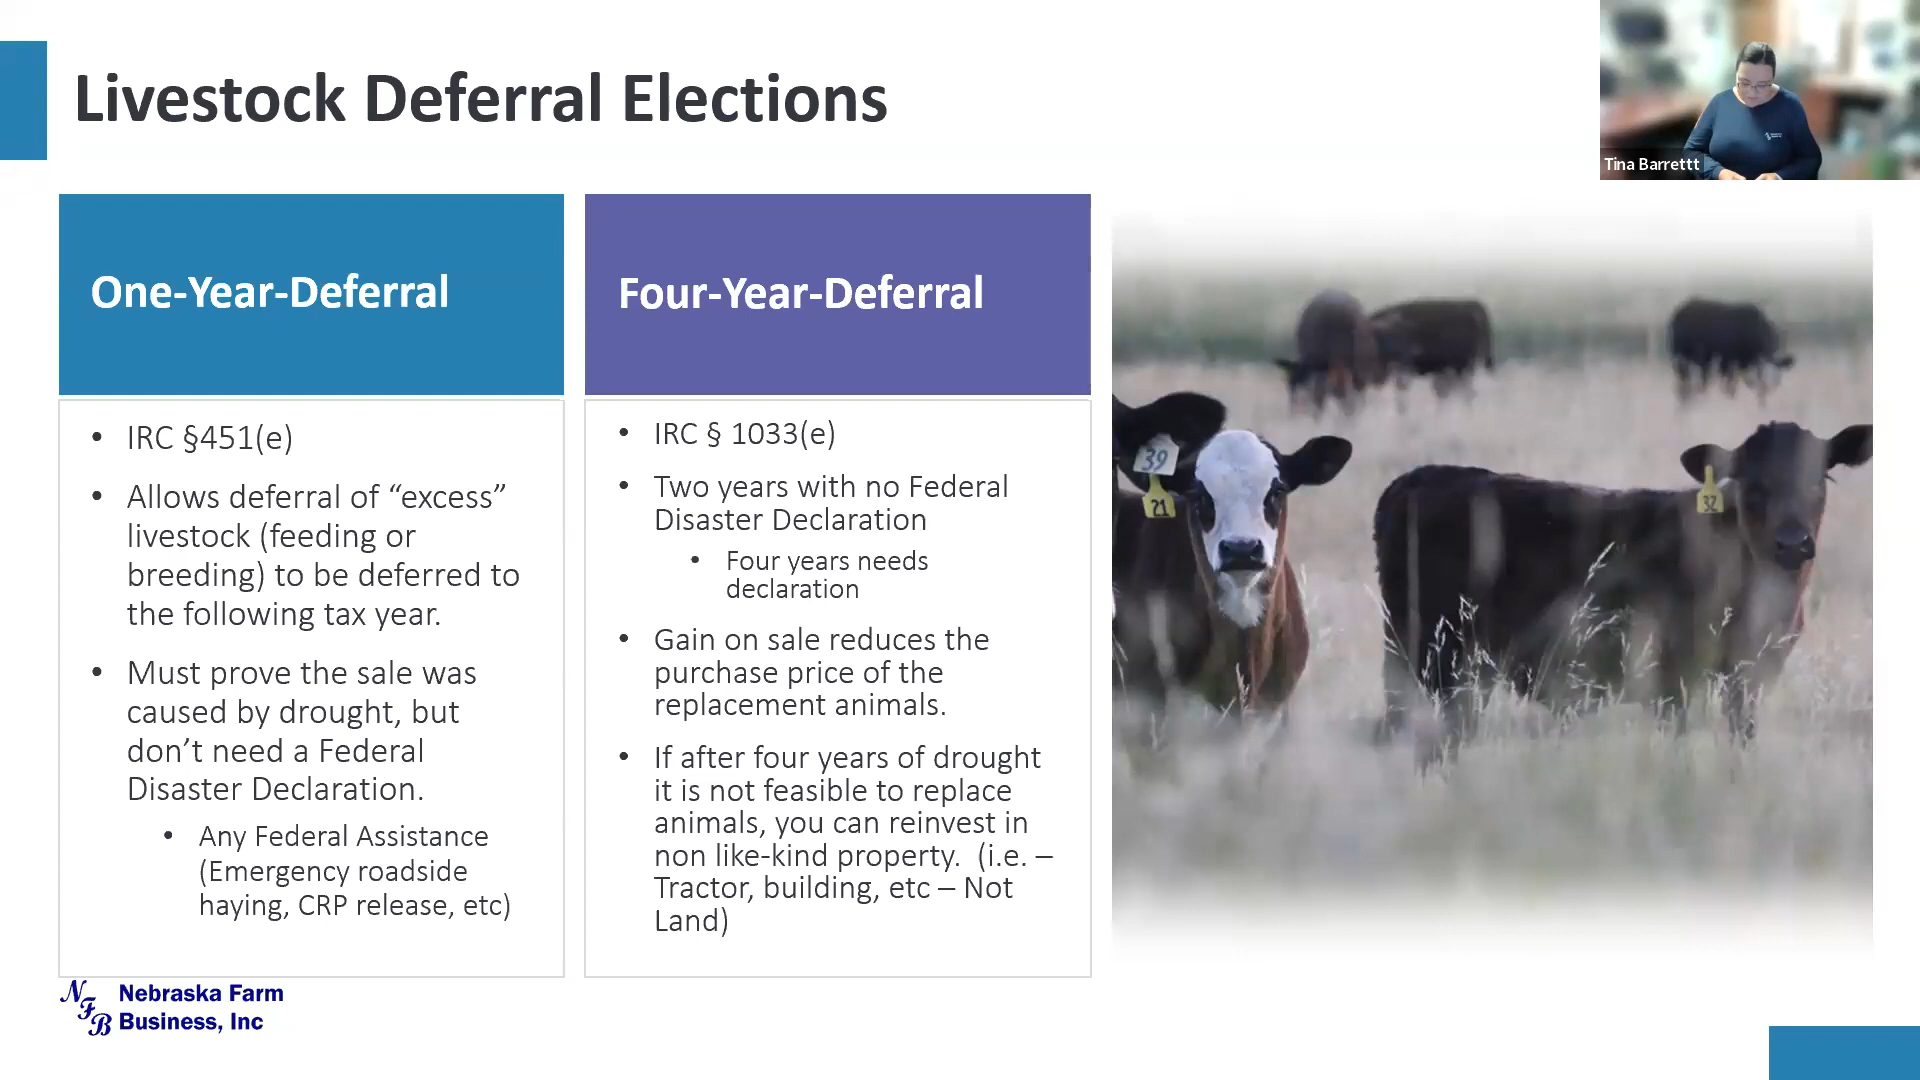 Livestock Deferral Elections
Tina Barrettt
One-Year-Deferral
• IRC §451(e)
• Allows deferral of “excess”
livestock (feeding or
breeding) to be deferred to
the following tax year.
• Must prove the sale was
caused by drought, but
don’t need a Federal
Disaster Declaration.
• Any Federal Assistance
(Emergency roadside
haying, CRP release, etc)
Four-Year-Deferral
• IRC § 1033(e)
• Two years with no Federal
Disaster Declaration
• Four years needs
declaration
• Gain on sale reduces the
purchase price of the
replacement animals.
• If after four years of drought
it is not feasible to replace
animals, you can reinvest in
non like-kind property.  (i.e. –
Tractor, building, etc – Not
Land)
39
21
32
NFB
Nebraska Farm
Business, Inc